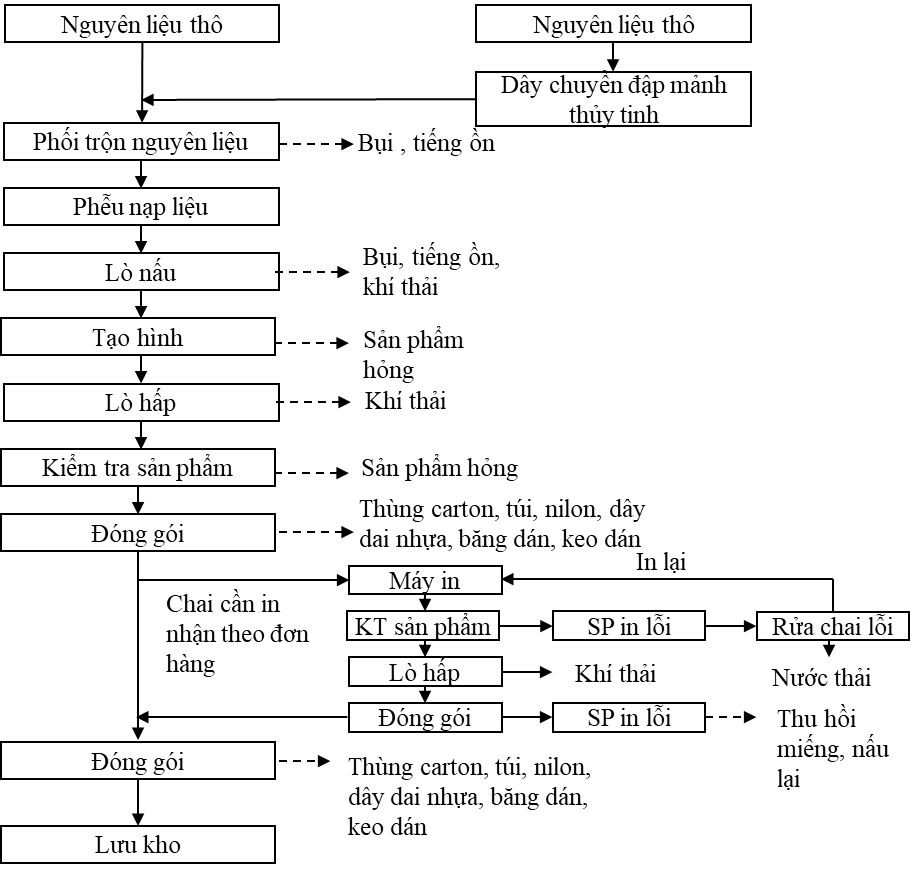 Nguyên liệu thô
Nguyên liệu thô
Dây chuyền đập mảnh
thủy tinh
Phối trộn nguyên liệu
Bụi , tiếng ồn
Phễu nạp liệu
Lò nấu
Bụi, tiếng ồn,
khí thải
Tạo hình
Sản phẩm
hỏng
Lò hấp
Khí thải
Kiểm tra sản phẩm
Sản phẩm hỏng
Đóng gói
Thùng carton, túi, nilon, dây
dai nhựa, băng dán, keo dán
In lại
Máy in
Chai cần in
nhận theo đơn
hàng
KT sản phẩm
SP in lỗi
Rửa chai lỗi
Lò hấp
Khí thải
Nước thải
Đóng gói
SP in lỗi
Thu hồi
miếng, nấu
lại
Đóng gói
Thùng carton, túi, nilon,
dây dai nhựa, băng dán,
keo dán
Lưu kho